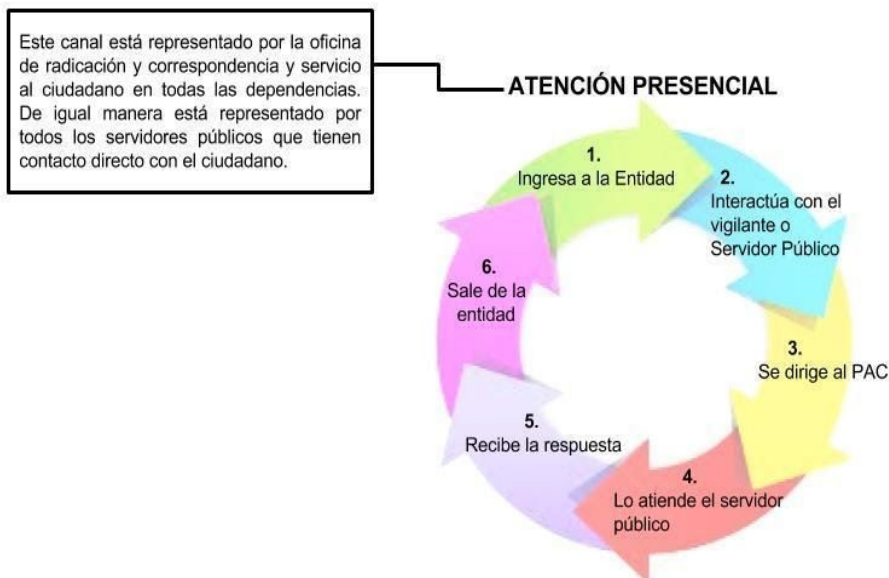 Este canal está representado por la oficina
de radicación y correspondencia y servicio
al ciudadano en todas las dependencias.
De igual manera está representado por
todos los servidores públicos que tienen
contacto directo con el ciudadano.
ATENCIÓN PRESENCIAL
1.
Ingresa a la Entidad
2.
Interactúa con el
vigilante o
Servidor Público
3.
Se dirige al PAC
4.
Lo atiende el servidor
público
5.
Recibe la respuesta
6.
Sale de la
entidad